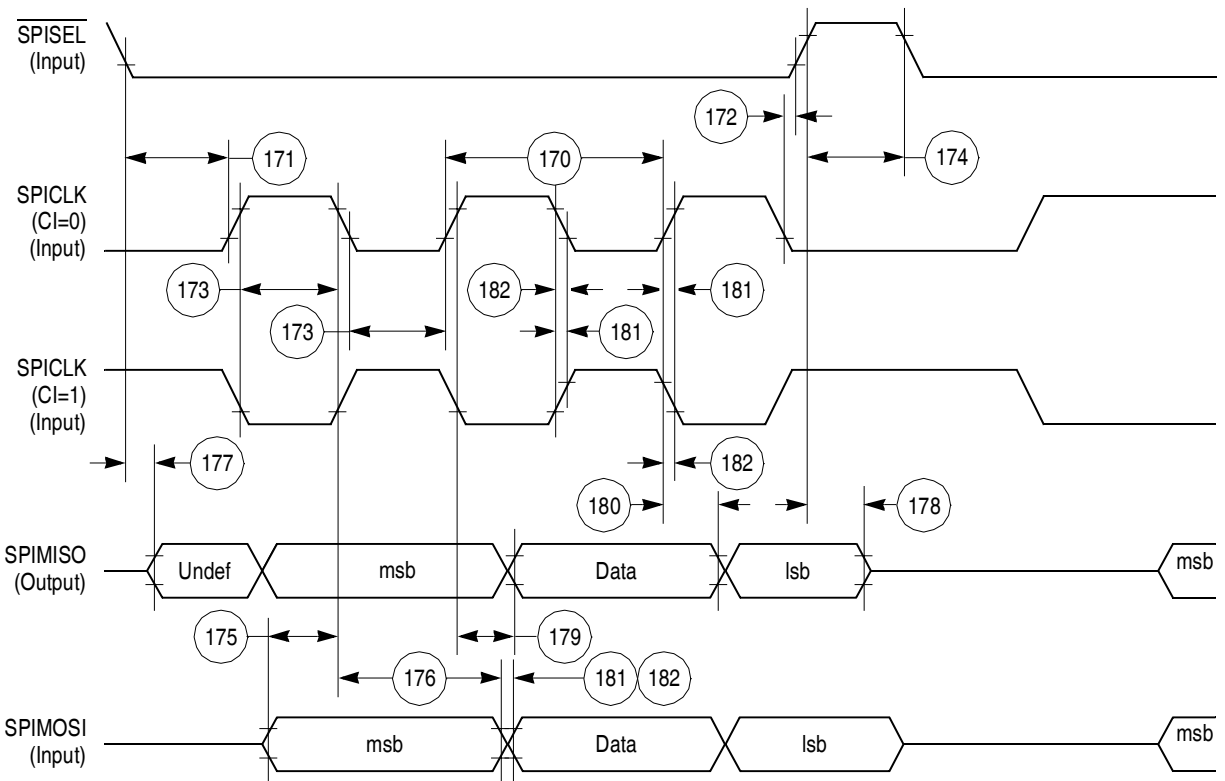 SPISEL
(Input)
172
171
170
174
SPICLK
(CI=0)
(Input)
173
182
181
173
181
SPICLK
(CI=1)
(Input)
177
182
180
178
SPIMISO
(Output)
Undef
msb
Data
lsb
msb
175
179
176
181
182
SPIMOSI
(Input)
msb
Data
lsb
msb